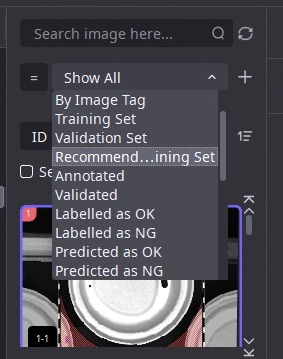 Search image here...
= Show All
By Image Tag
Training Set
Validation Set
Recommend...ining Set
Annotated
Validated
Labelled as OK
Labelled as NG
Predicted as OK
Predicted as NG
ID
Se
1
1-1